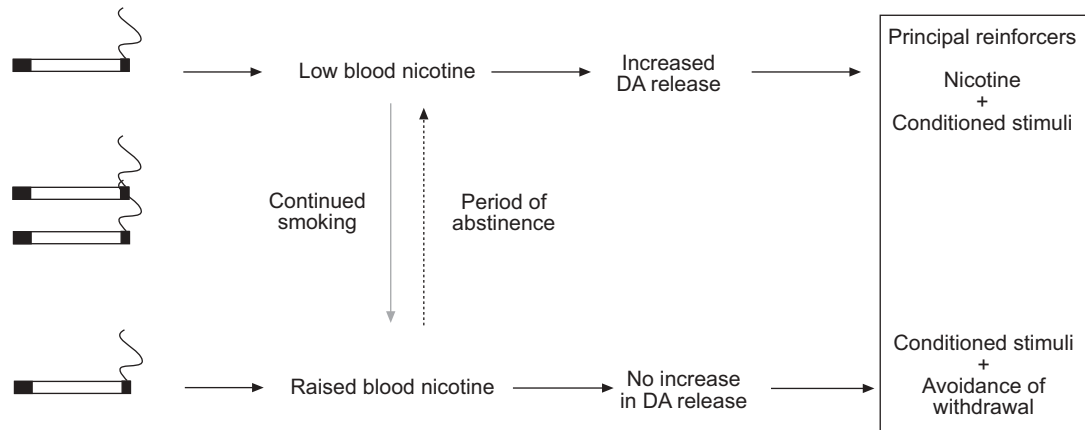 Principal reinforcers
Low blood nicotine
Increased
DA release
Nicotine
+
Conditioned stimuli
Continued
smoking
Period of
abstinence
Raised blood nicotine
No increase
in DA release
Conditioned stimuli
+
Avoidance of
withdrawal